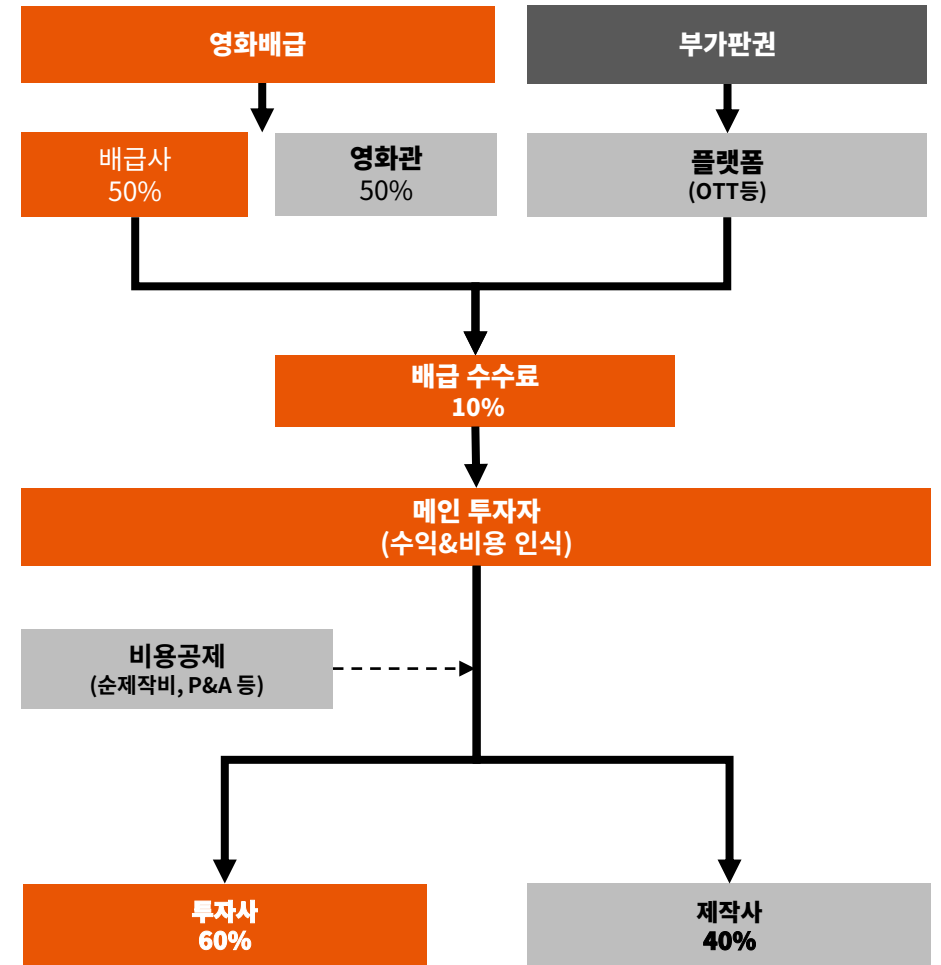 영화배급
부가판권
배급사
50%
영화관
50%
플랫폼
(OTT등)
배급 수수료
10%
메인 투자자
(수익&비용 인식)
비용공제
(순제작비, P&A 등)
투자사
60%
제작사
40%